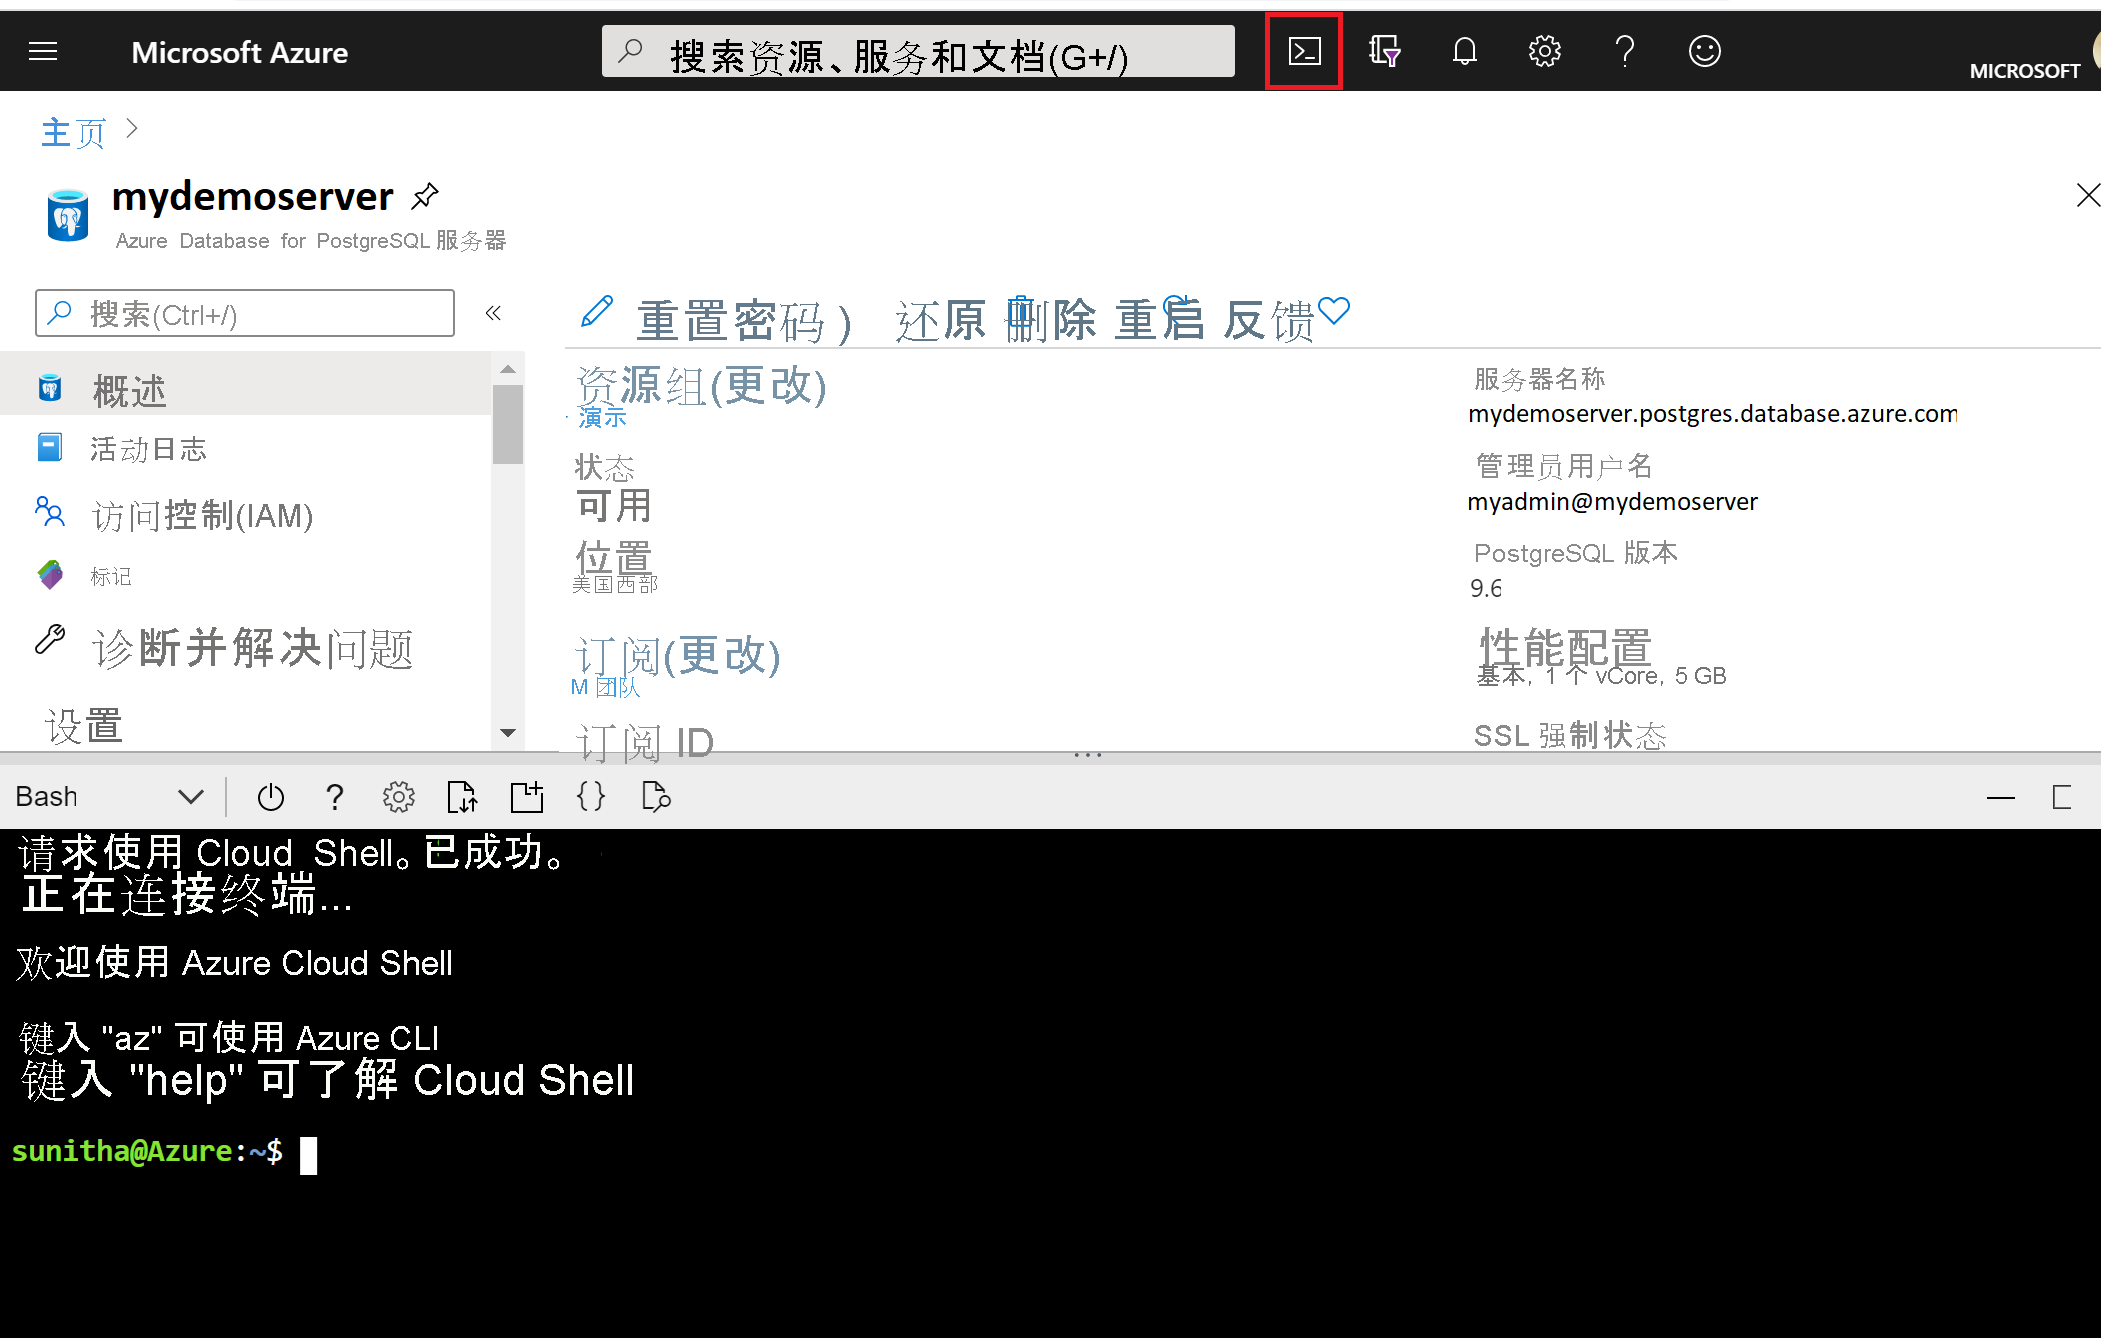 Microsoft Azure
搜索资源、服务和文档(G+/)
MICROSOFT
主页
mydemoserver
Azure Database for PostgreSQL 服务器
搜索(Ctrl+/)
«
概述
活动日志
访问控制(IAM)
标记
诊断并解决问题
设置
重置密码 ) 还原 删除 重启 反馈
资源组(更改)
演示
状态
可用
位置
美国西部
订阅(更改)
M 团队
订阅 ID
服务器名称
mydemoserver.postgres.database.azure.com
管理员用户名
myadmin@mydemoserver
PostgreSQL 版本
9.6
性能配置
基本, 1 个 vCore, 5 GB
SSL 强制状态
Bash
请求使用 Cloud Shell。已成功。
正在连接终端...
欢迎使用 Azure Cloud Shell
键入 "az" 可使用 Azure CLI
键入 "help" 可了解 Cloud Shell
sunitha@Azure:~$